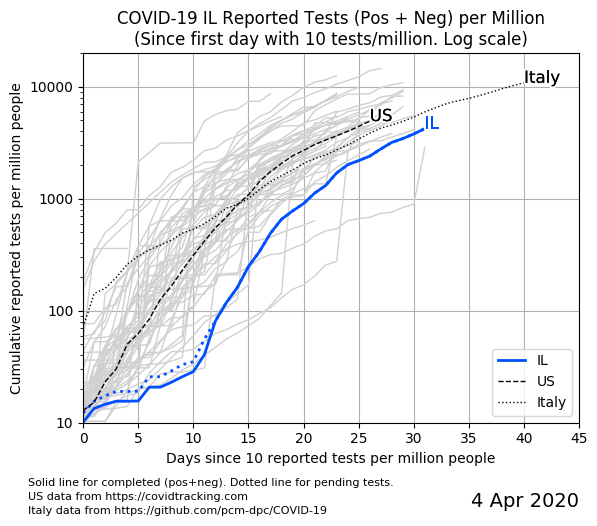 COVID-19 IL Reported Tests (Pos + Neg) per Million
(Since first day with 10 tests/million. Log scale)
Cumulative reported tests per million people
10000
1000
100
10
Italy
US
IL
IL
US
Italy
0 5 10 15 20 25 30 35 40 45
Days since 10 reported tests per million people
Solid line for completed (pos+neg). Dotted line for pending tests.
US data from https://covidtracking.com
Italy data from https://github.com/pcm-dpc/COVID-19
4 Apr 2020